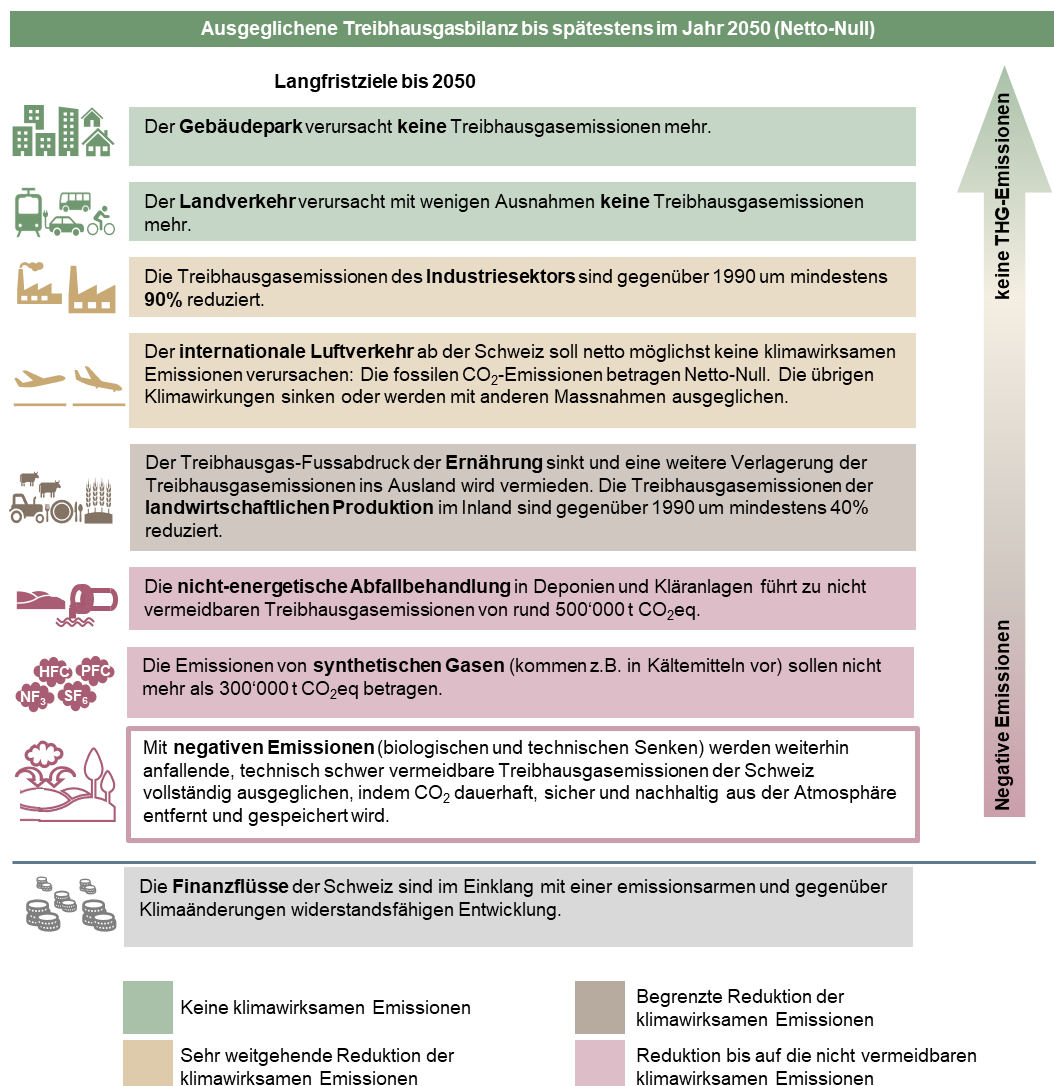 Ausgeglichene Treibhausgasbilanz bis spätestens im Jahr 2050 (Netto-Null)
Langfristziele bis 2050
Der Gebäudepark verursacht keine Treibhausgasemissionen mehr.
Der Landverkehr verursacht mit wenigen Ausnahmen keine Treibhausgasemissionen
mehr.
Die Treibhausgasemissionen des Industriesektors sind gegenüber 1990 um mindestens
90% reduziert.
Der internationale Luftverkehr ab der Schweiz soll netto möglichst keine klimawirksamen
Emissionen verursachen: Die fossilen CO₂-Emissionen betragen Netto-Null. Die übrigen
Klimawirkungen sinken oder werden mit anderen Massnahmen ausgeglichen.
Der Treibhausgas-Fussabdruck der Ernährung sinkt und eine weitere Verlagerung der
Treibhausgasemissionen ins Ausland wird vermieden. Die Treibhausgasemissionen der
landwirtschaftlichen Produktion im Inland sind gegenüber 1990 um mindestens 40%
reduziert.
Die nicht-energetische Abfallbehandlung in Deponien und Kläranlagen führt zu nicht
vermeidbaren Treibhausgasemissionen von rund 500‘000 t CO₂eq.
HFC
PFC
NF₃
SF₆
Die Emissionen von synthetischen Gasen (kommen z.B. in Kältemitteln vor) sollen nicht
mehr als 300‘000 t CO₂eq betragen.
Mit negativen Emissionen (biologischen und technischen Senken) werden weiterhin
anfallende, technisch schwer vermeidbare Treibhausgasemissionen der Schweiz
vollständig ausgeglichen, indem CO₂ dauerhaft, sicher und nachhaltig aus der Atmosphäre
entfernt und gespeichert wird.
keine THG-Emissionen
Negative Emissionen
Die Finanzflüsse der Schweiz sind im Einklang mit einer emissionsarmen und gegenüber
Klimaänderungen widerstandsfähigen Entwicklung.
Keine klimawirksamen Emissionen
Begrenzte Reduktion der
klimawirksamen Emissionen
Sehr weitgehende Reduktion der
klimawirksamen Emissionen
Reduktion bis auf die nicht vermeidbaren
klimawirksamen Emissionen